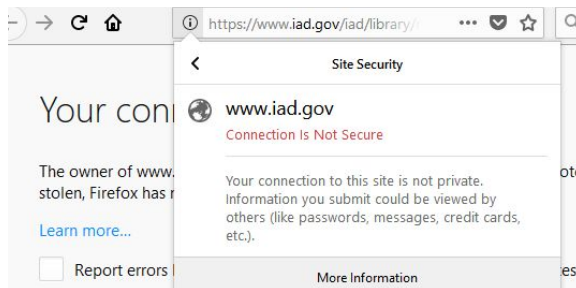 https://www.iad.gov/iad/library/
Site Security
www.iad.gov
Connection Is Not Secure
Your connection to this site is not private.
Information you submit could be viewed by
others (like passwords, messages, credit cards,
etc.).
More Information
Your
The owner of www.
stolen, Firefox has
Learn more...
Report errors